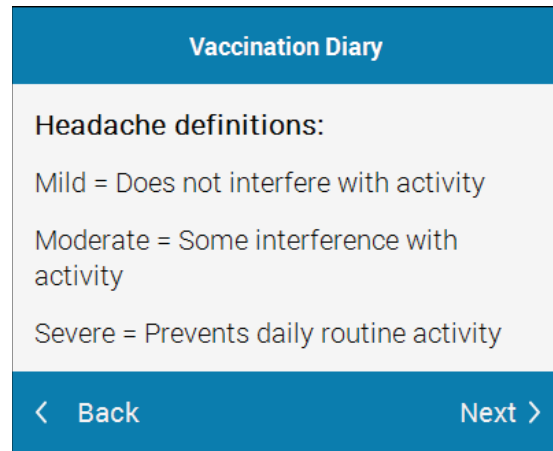 Vaccination Diary
Headache definitions:
Mild = Does not interfere with activity
Moderate = Some interference with
activity
Severe = Prevents daily routine activity
Back
Next